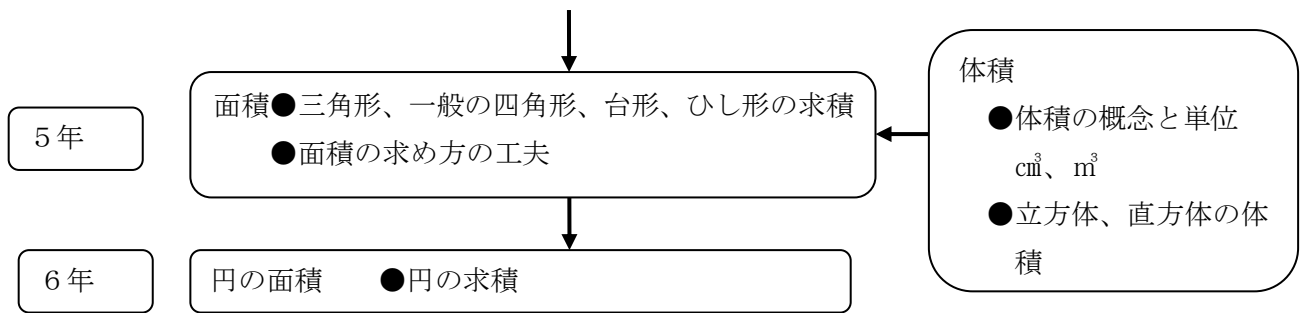 5年
面積●三角形、一般の四角形、台形、ひし形の求積
●面積の求め方の工夫
体積
●体積の概念と単位
㎤、㎥
●立方体、直方体の体
積
6年
円の面積　●円の求積